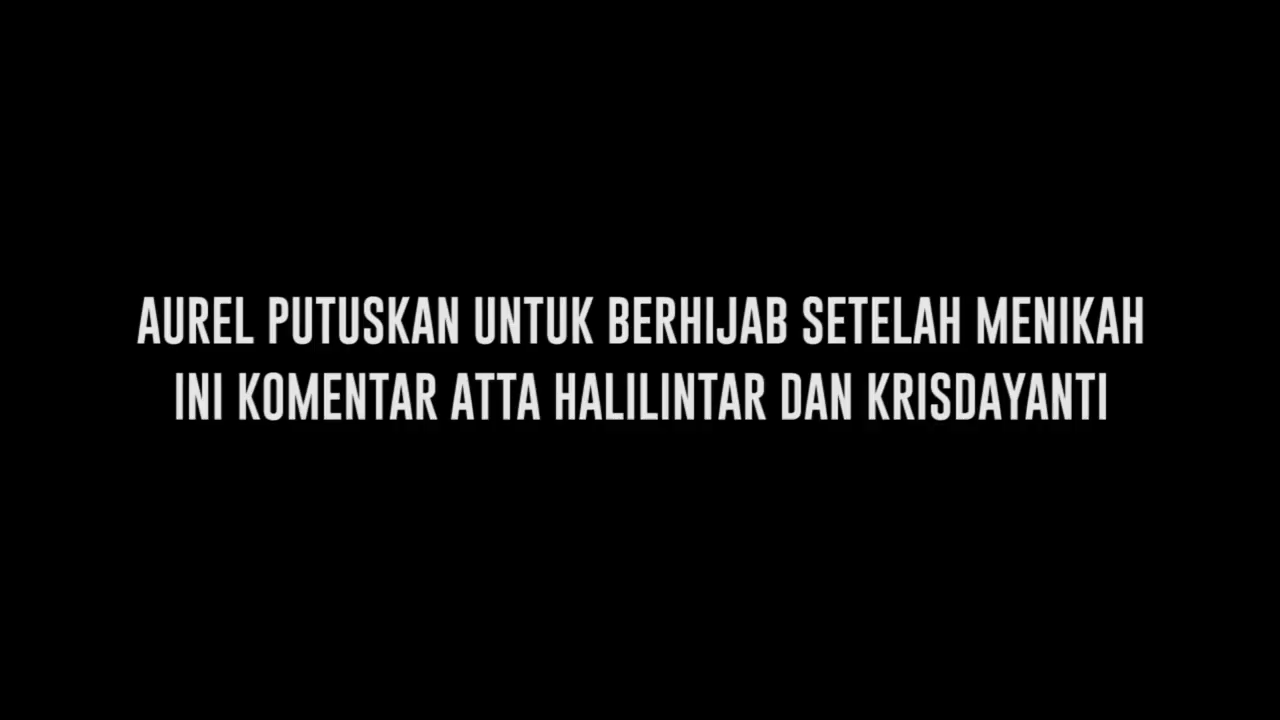 AUREL PUTUSKAN UNTUK BERHIJAB SETELAH MENIKAH
INI KOMENTAR ATTA HALILINTAR DAN KRISDAYANTI